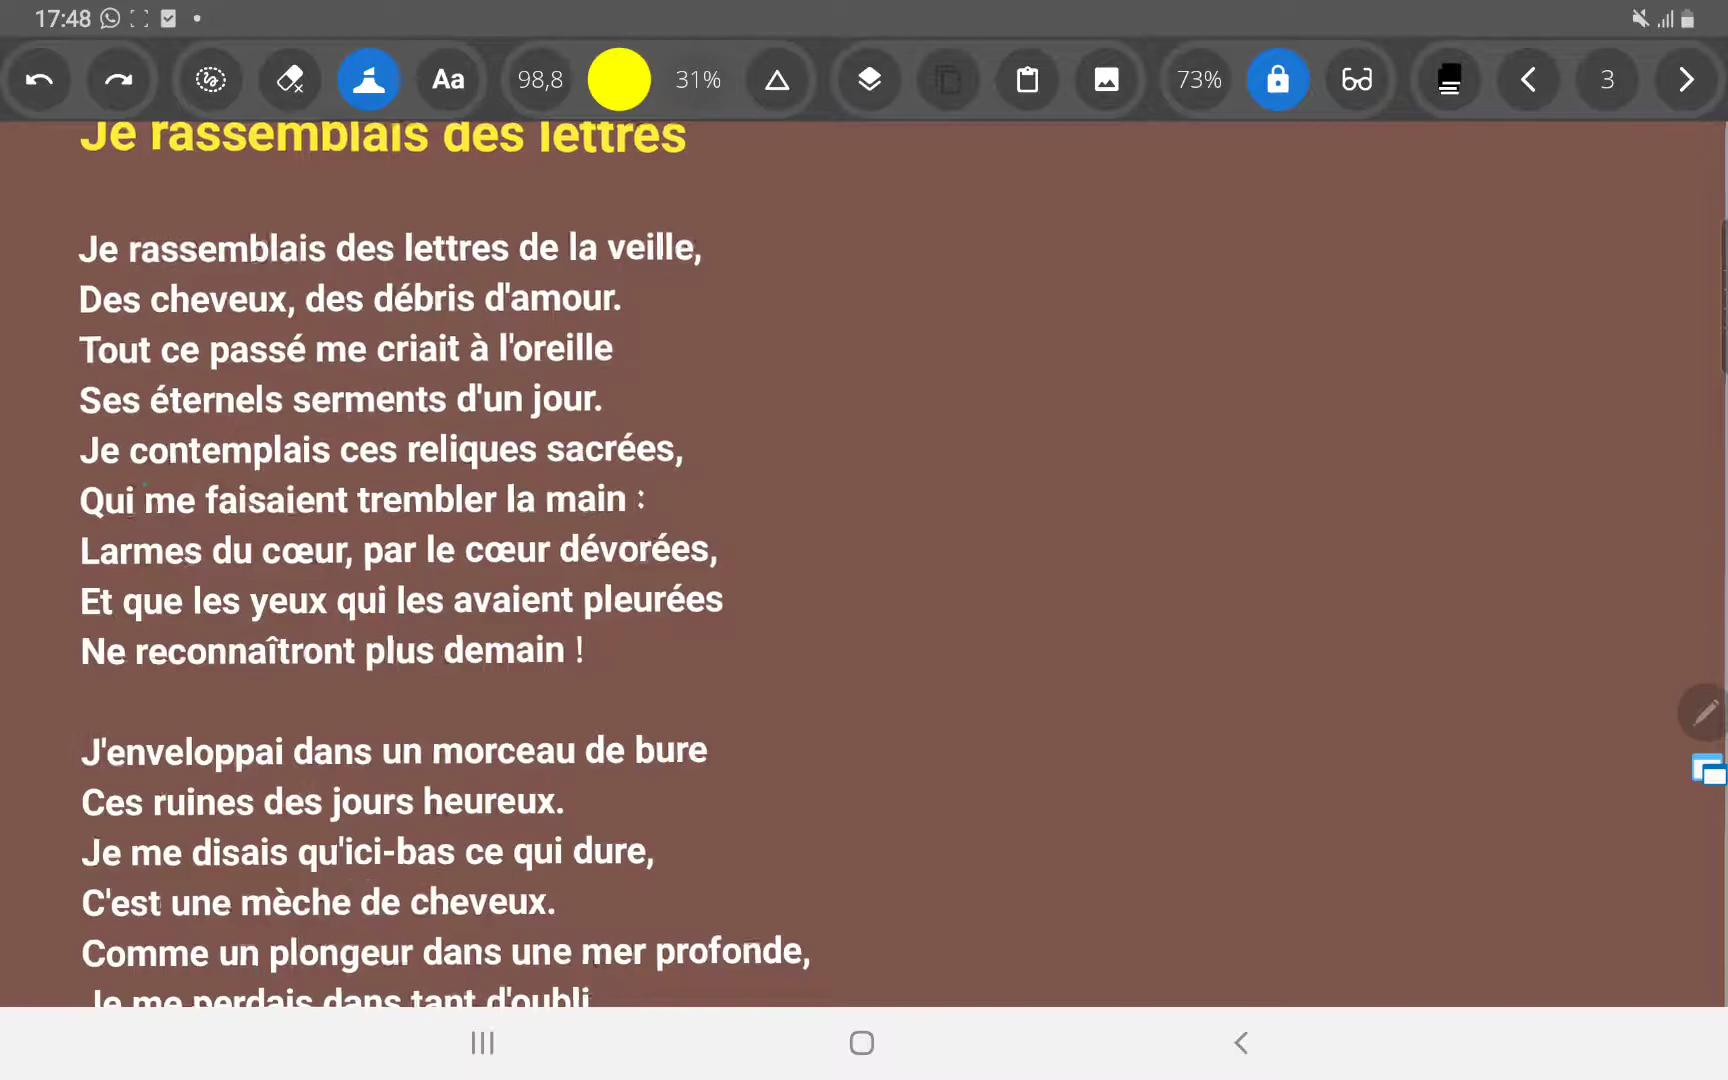 17:48
Aa
98,8
31%
73%
3
Je rassemblais des lettres
Je rassemblais des lettres de la veille,
Des cheveux, des débris d'amour.
Tout ce passé me criait à l'oreille
Ses éternels serments d'un jour.
Je contemplais ces reliques sacrées,
Qui me faisaient trembler la main :
Larmes du cœur, par le cœur dévorées,
Et que les yeux qui les avaient pleurées
Ne reconnaîtront plus demain !
J'enveloppai dans un morceau de bure
Ces ruines des jours heureux.
Je me disais qu'ici-bas ce qui dure,
C'est une mèche de cheveux.
Comme un plongeur dans une mer profonde,
Je me perdais dans tant d'oubli